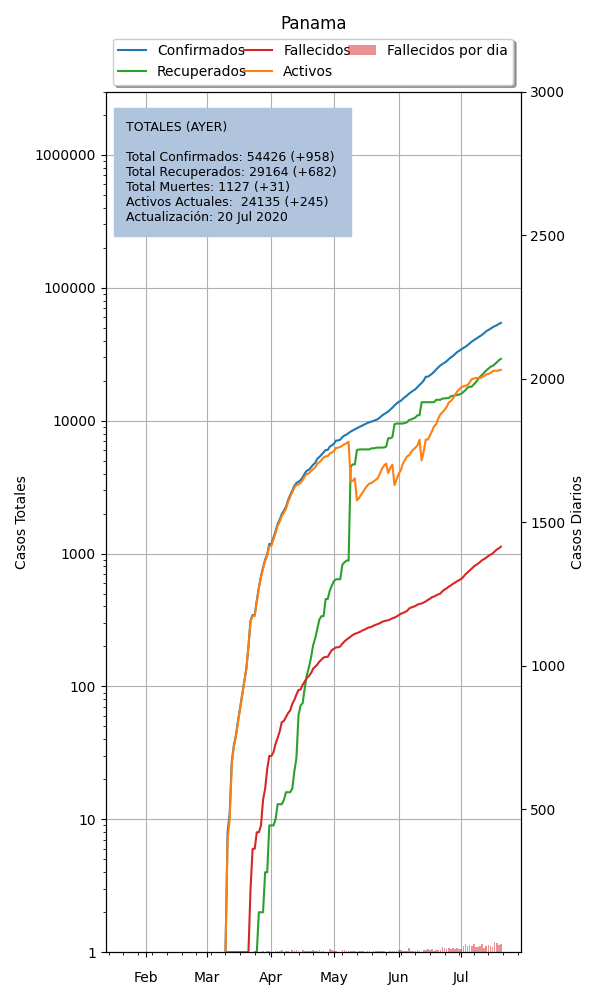 Panama
Confirmados Fallecidos Fallecidos por dia
Recuperados Activos
TOTALES (AYER)
Total Confirmados: 54426 (+958)
Total Recuperados: 29164 (+682)
Total Muertes: 1127 (+31)
Activos Actuales:  24135 (+245)
Actualización: 20 Jul 2020
Casos Totales
1000000
100000
10000
1000
100
10
1
Casos Diarios
3000
2500
2000
1500
1000
500
Feb Mar Apr May Jun Jul